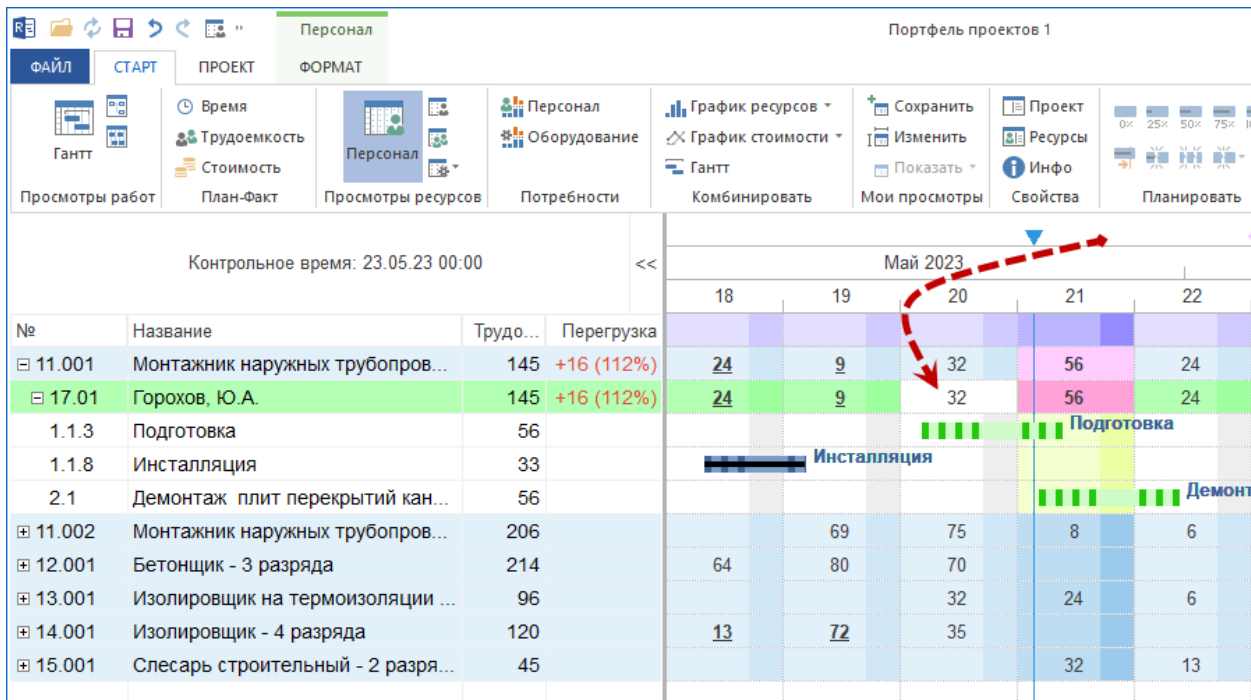 Персонал
Портфель проектов 1
ФАЙЛ СТАРТ ПРОЕКТ ФОРМАТ
Время Персонал График ресурсов Сохранить Проект
0% 25% 50% 75%
Трудоемкость Оборудование График стоимости Изменить Ресурсы
Гантт Персонал
Стоимость Гантт Показать Инфо
Просмотры работ План-Факт Просмотры ресурсов Потребности Комбинировать Мои просмотры Свойства Планировать
Контрольное время: 23.05.23 00:00 << Май 2023
18 19 20 21 22
№ Название Трудо... Перегрузка
11.001 Монтажник наружных трубопров... 145 +16 (112%) 24 9 32 56 24
17.01 Горохов, Ю.А. 145 +16 (112%) 24 9 32 56 24
1.1.3 Подготовка 56 Подготовка
1.1.8 Инсталляция 33 Инсталляция
2.1 Демонтаж плит перекрытий кан... 56 Демонт
11.002 Монтажник наружных трубопров... 206 69 75 8 6
12.001 Бетонщик - 3 разряда 214 64 80 70
13.001 Изолировщик на термоизоляции ... 96 32 24 6
14.001 Изолировщик - 4 разряда 120 13 72 35
15.001 Слесарь строительный - 2 разря... 45 32 13